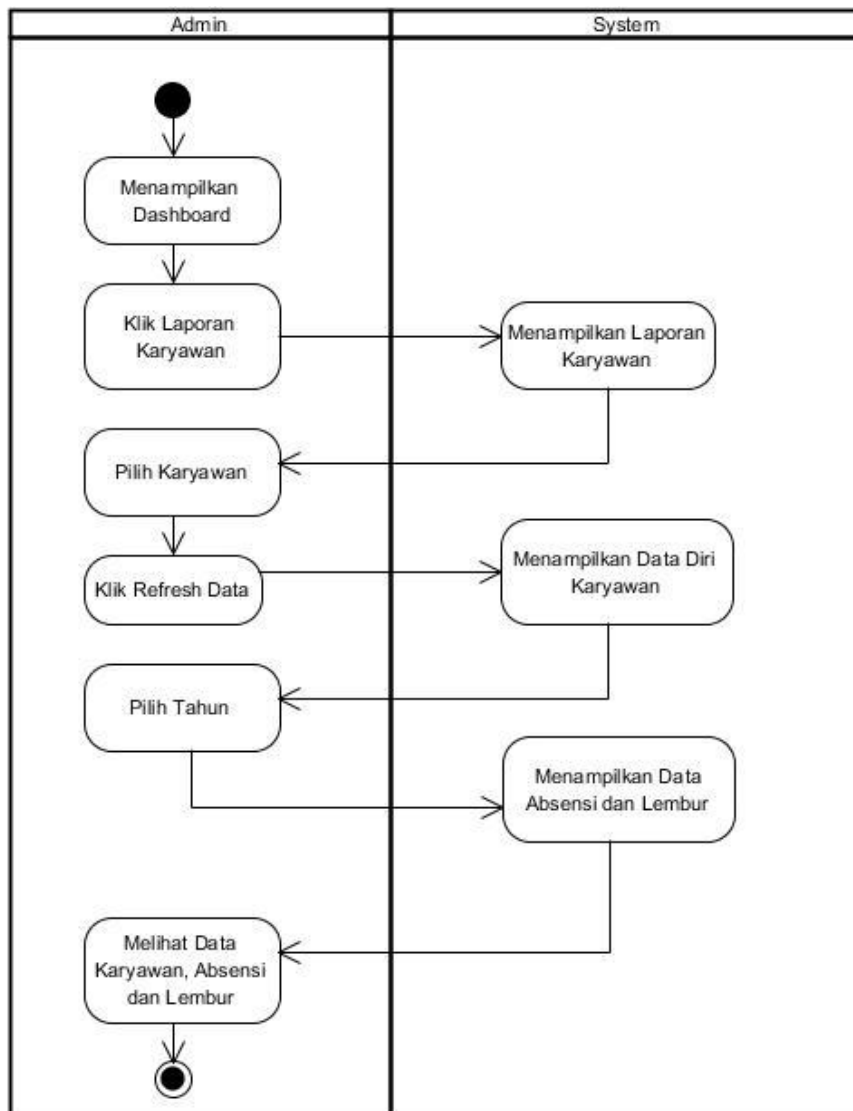 Admin
System
Menampilkan
Dashboard
Klik Laporan
Karyawan
Menampilkan Laporan
Karyawan
Pilih Karyawan
Klik Refresh Data
Menampilkan Data Diri
Karyawan
Pilih Tahun
Menampilkan Data
Absensi dan Lembur
Melihat Data
Karyawan, Absensi
dan Lembur